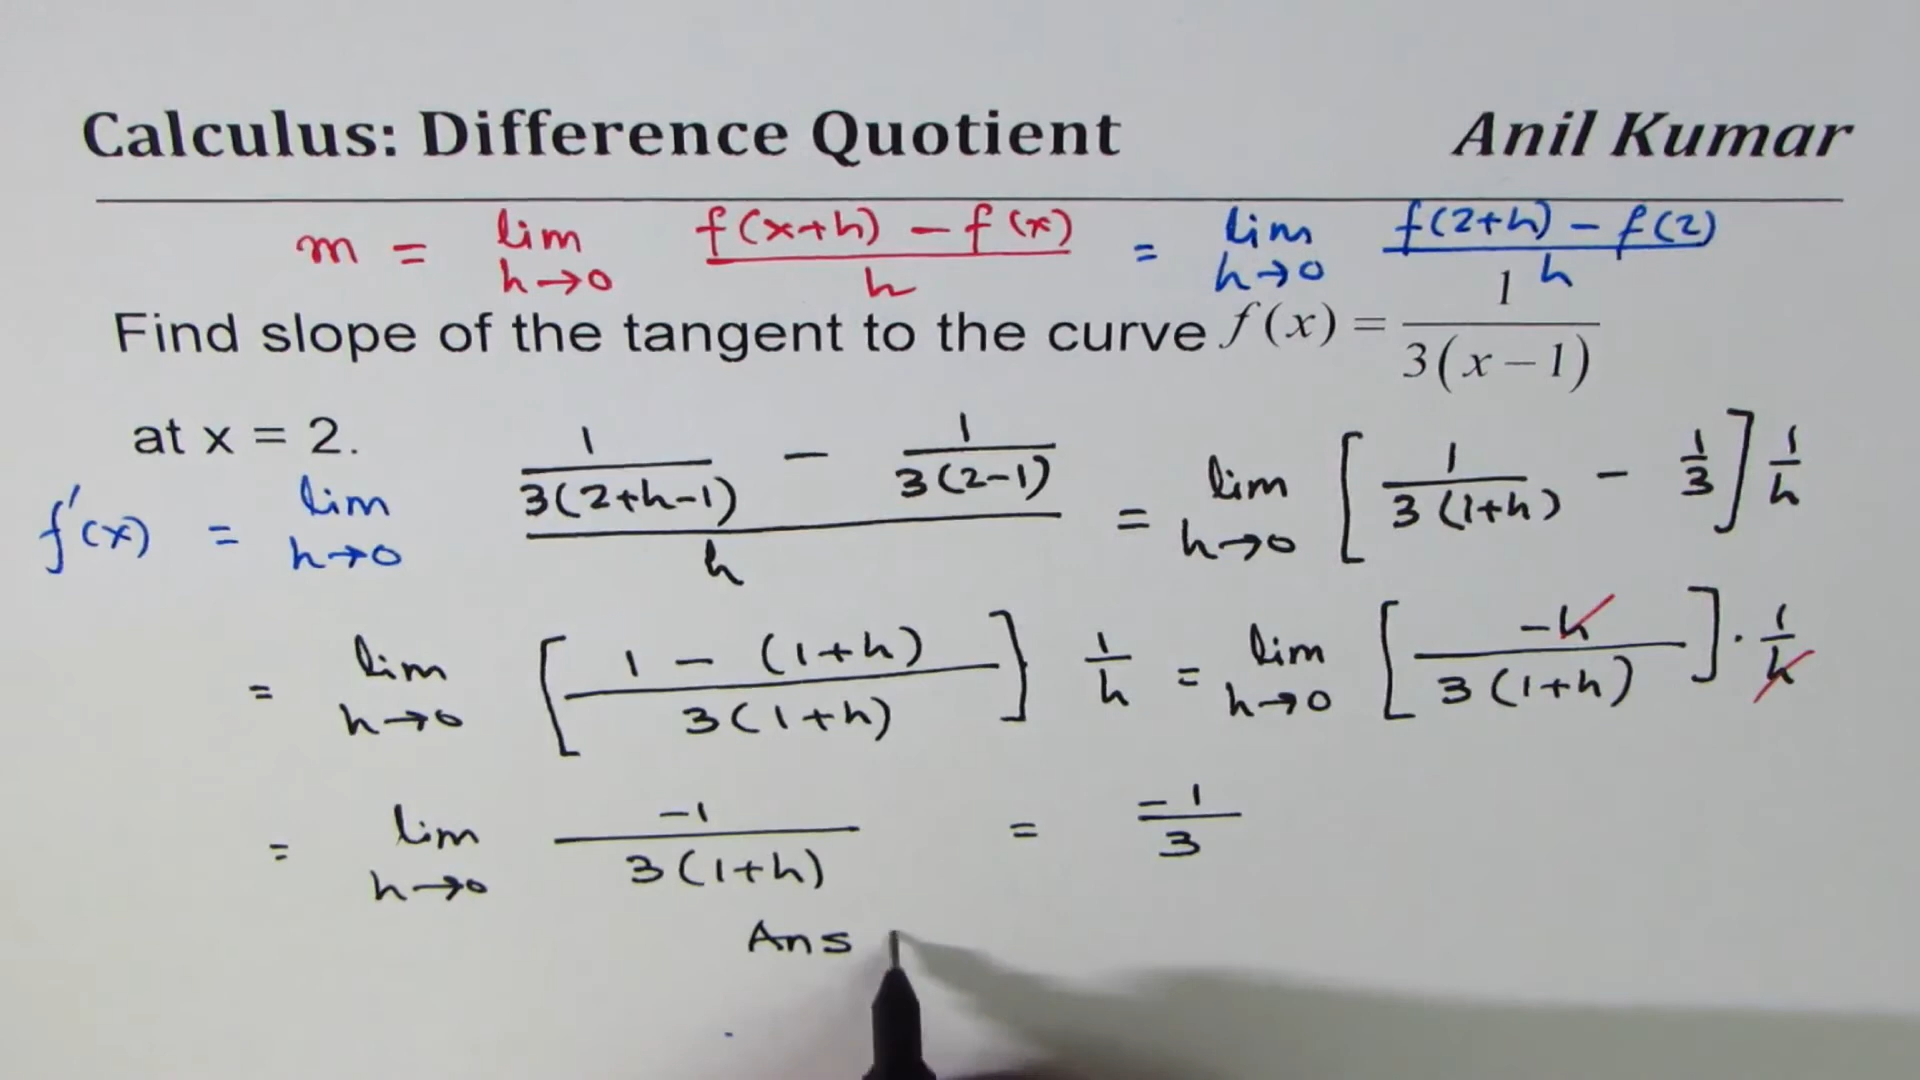 Calculus: Difference Quotient Anil Kumar
m = lim h→0 f(x+h) - f(x) / h = lim h→0 f(2+h) - f(2) / h
Find slope of the tangent to the curve f(x) = 1 / 3(x-1)
at x = 2.
f'(x) = lim h→0 1 / 3(2+h-1) - 1 / 3(2-1) / h = lim h→0 [ 1 / 3(1+h) - 1/3 ] 1/h
= lim h→0 [ 1 - (1+h) / 3(1+h) ] 1/h = lim h→0 [ -h / 3(1+h) ] · 1/h
= lim h→0 -1 / 3(1+h) = -1/3
Ans